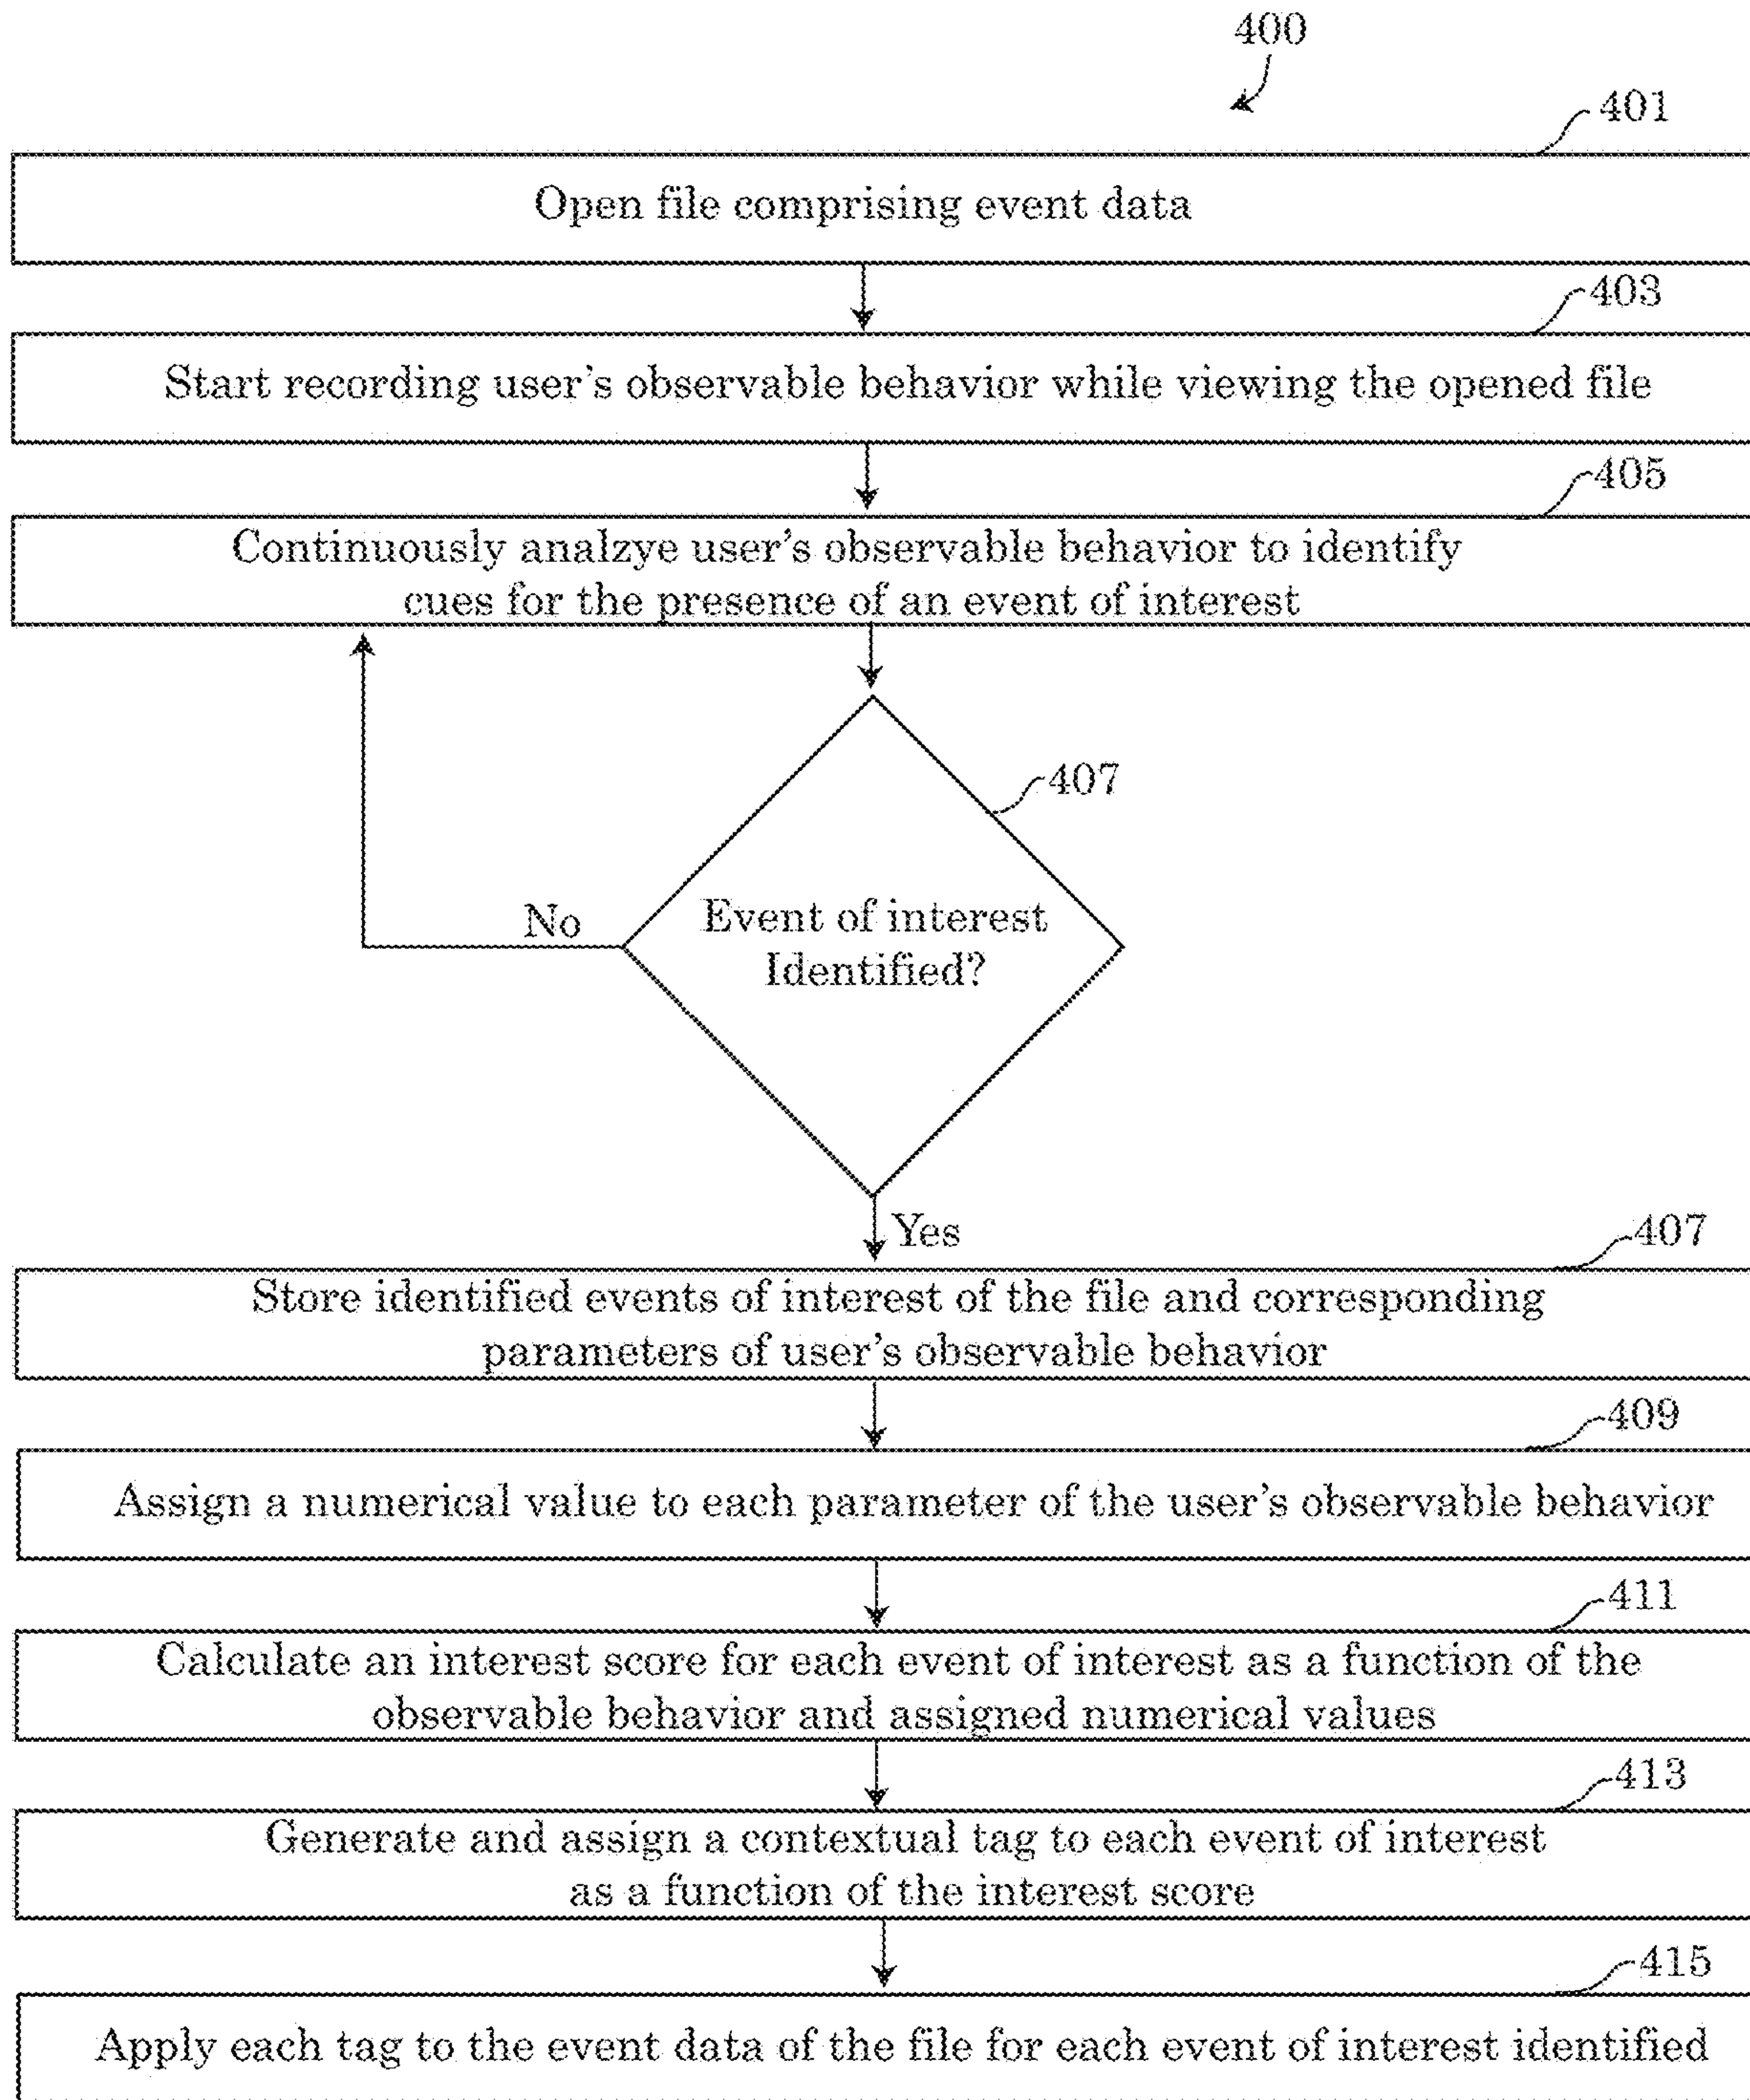 400
401
Open file comprising event data
403
Start recording user's observable behavior while viewing the opened file
405
Continuously analzye user's observable behavior to identify
cues for the presence of an event of interest
407
No
Event of interest
Identified?
Yes
407
Store identified events of interest of the file and corresponding
parameters of user's observable behavior
409
Assign a numerical value to each parameter of the user's observable behavior
411
Calculate an interest score for each event of interest as a function of the
observable behavior and assigned numerical values
413
Generate and assign a contextual tag to each event of interest
as a function of the interest score
415
Apply each tag to the event data of the file for each event of interest identified